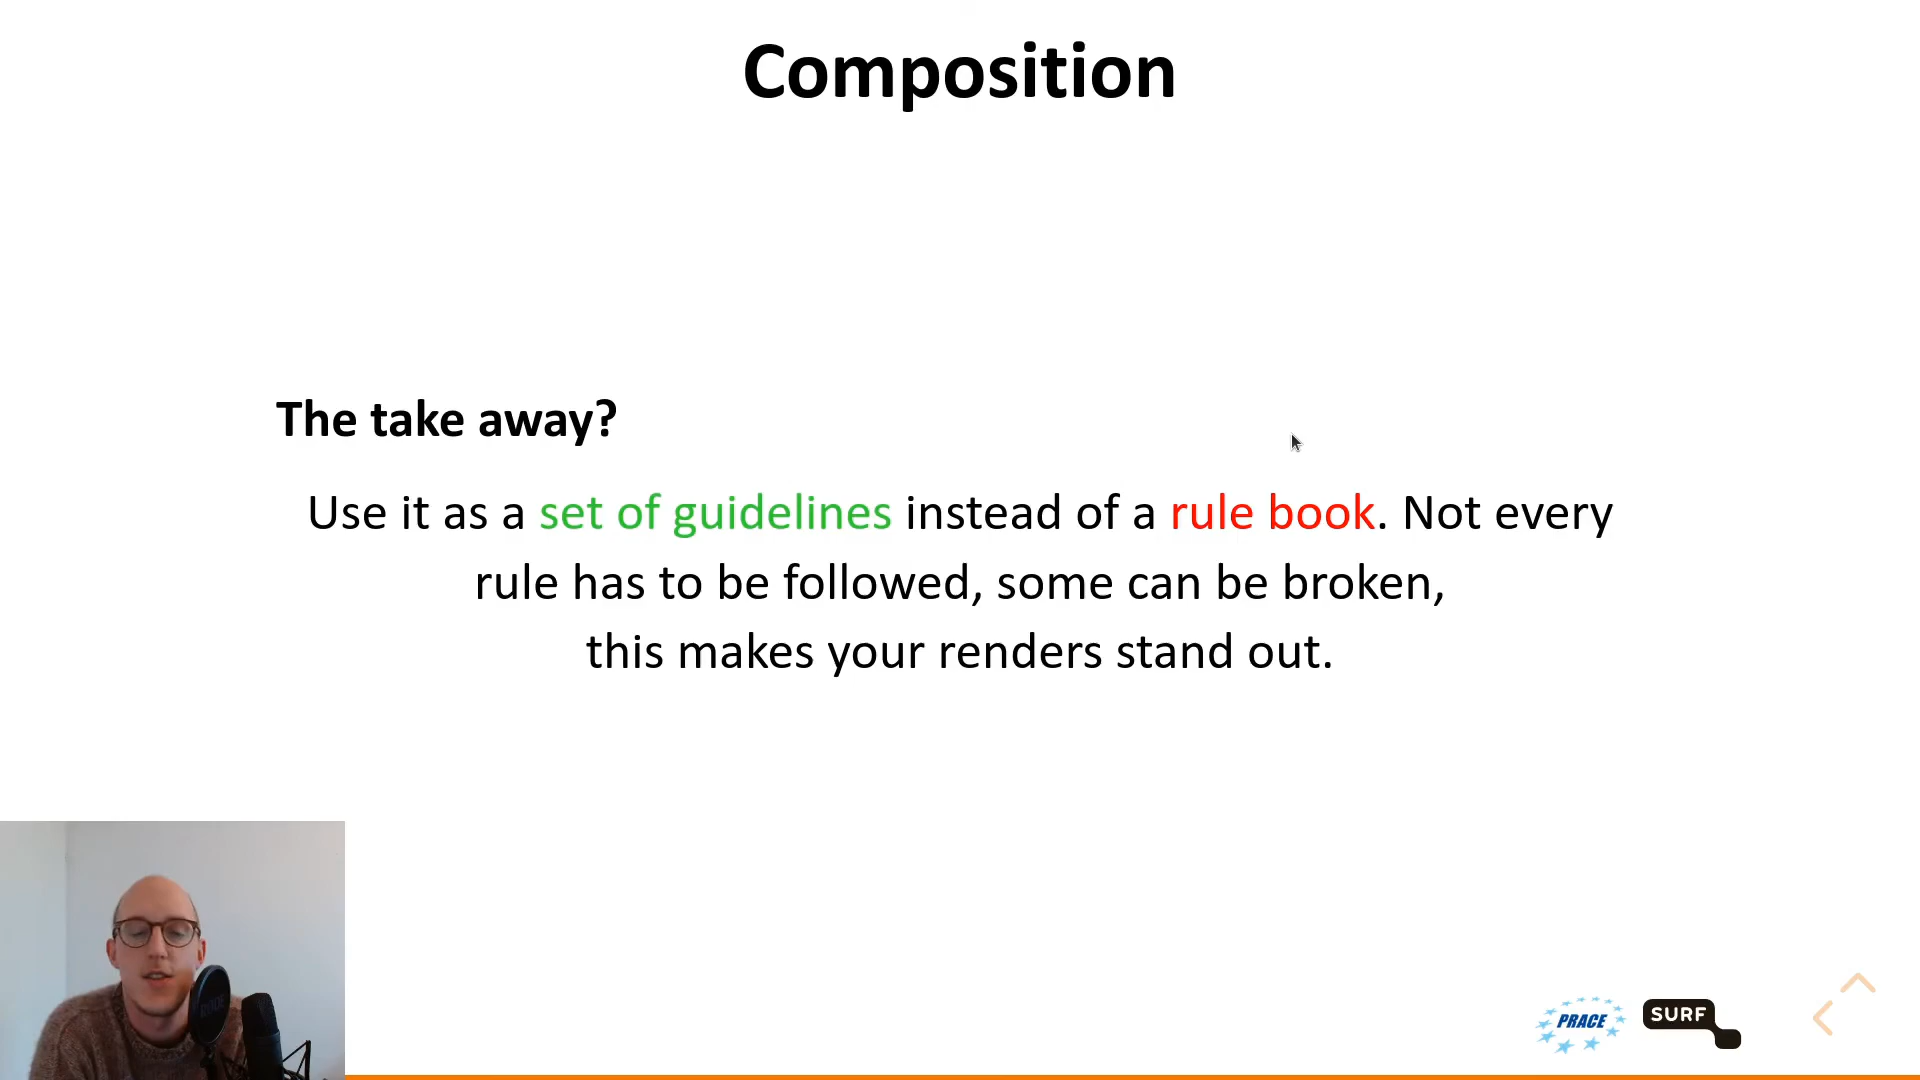 Composition
The take away?
Use it as a set of guidelines instead of a rule book. Not every
rule has to be followed, some can be broken,
this makes your renders stand out.
RODE
PRACE
SURF